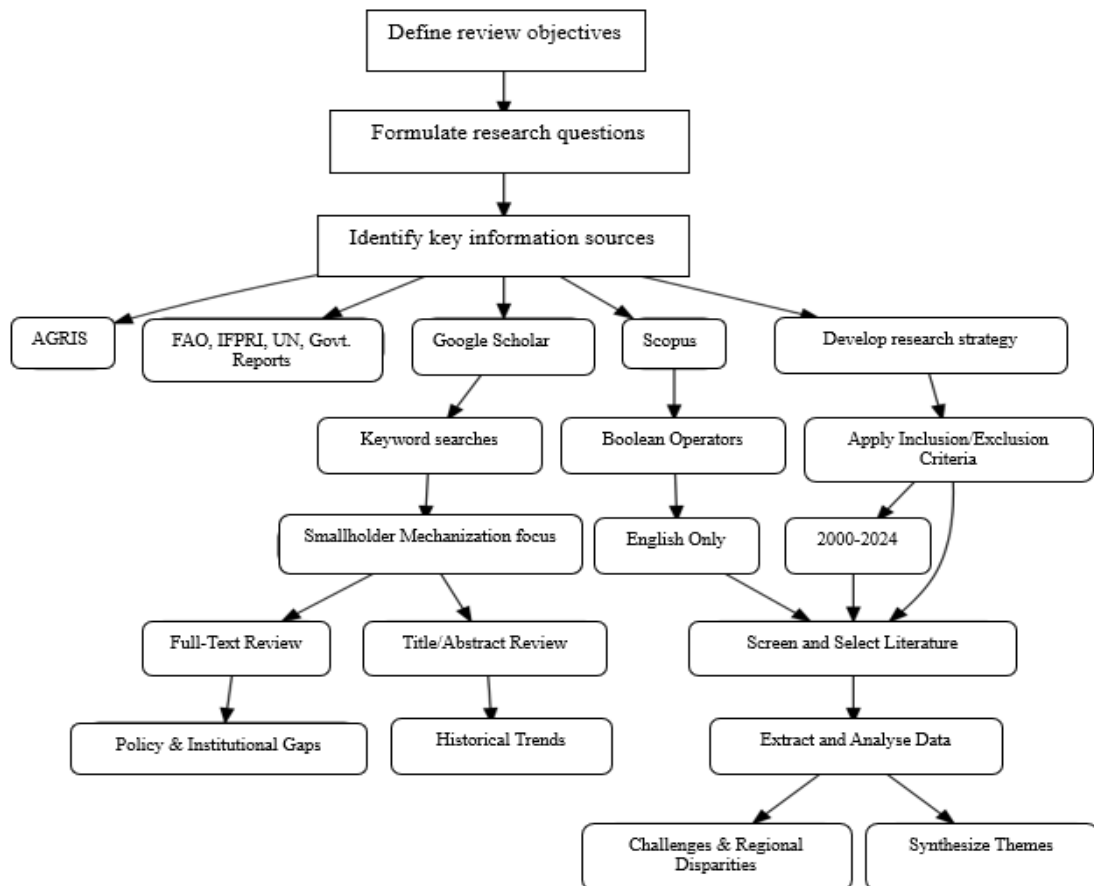 Define review objectives
Formulate research questions
Identify key information sources
AGRIS
FAO, IFPRI, UN, Govt.
Reports
Google Scholar
Scopus
Develop research strategy
Keyword searches
Boolean Operators
Apply Inclusion/Exclusion
Criteria
Smallholder Mechanization focus
English Only
2000-2024
Full-Text Review
Title/Abstract Review
Screen and Select Literature
Policy & Institutional Gaps
Historical Trends
Extract and Analyse Data
Challenges & Regional
Disparities
Synthesize Themes